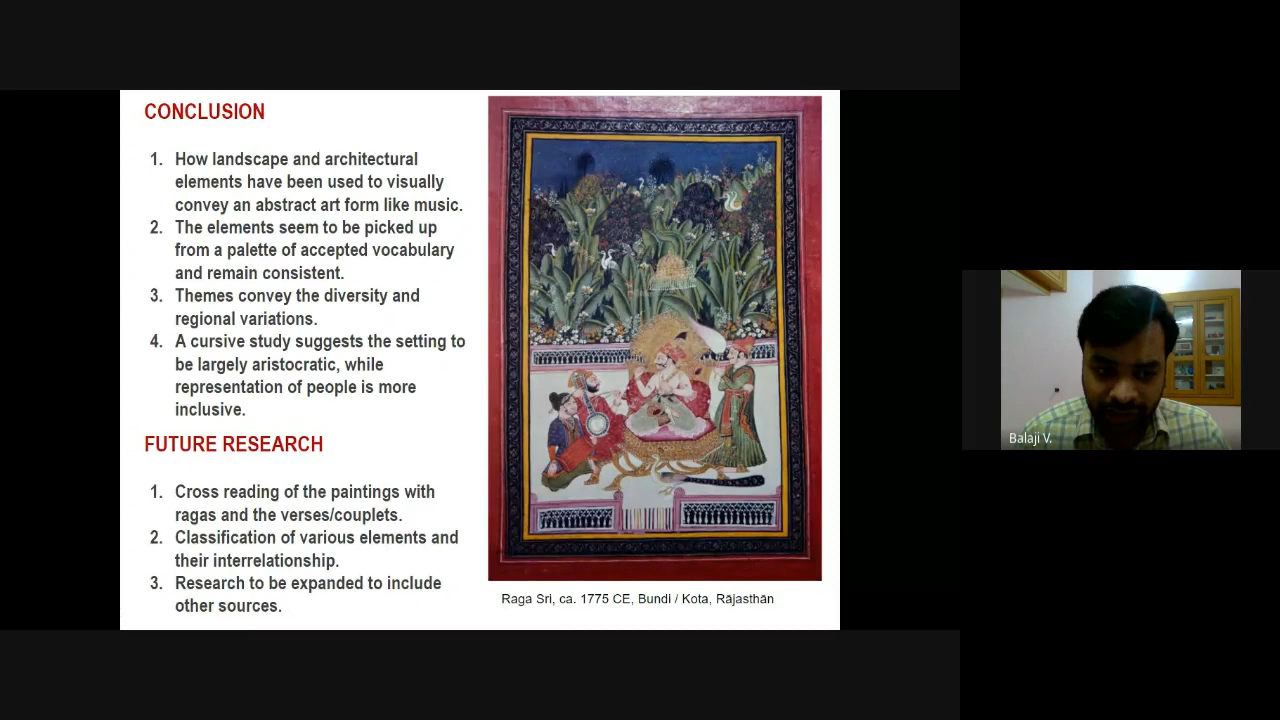 CONCLUSION
1. How landscape and architectural
elements have been used to visually
convey an abstract art form like music.
2. The elements seem to be picked up
from a palette of accepted vocabulary
and remain consistent.
3. Themes convey the diversity and
regional variations.
4. A cursive study suggests the setting to
be largely aristocratic, while
representation of people is more
inclusive.
FUTURE RESEARCH
1. Cross reading of the paintings with
ragas and the verses/couplets.
2. Classification of various elements and
their interrelationship.
3. Research to be expanded to include
other sources.
Raga Sri, ca. 1775 CE, Bundi / Kota, Rājasthān
Balaji V.